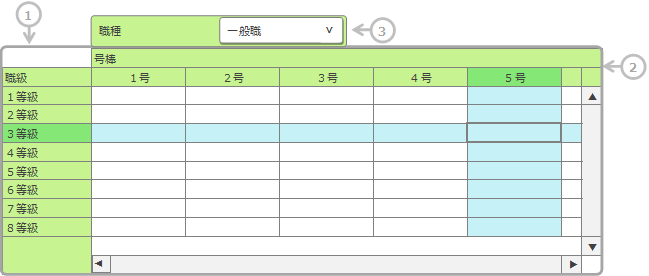 ①
職種 一般職 ∨ ③
号棒
②
職級 1号 2号 3号 4号 5号
1等級
2等級
3等級
4等級
5等級
6等級
7等級
8等級